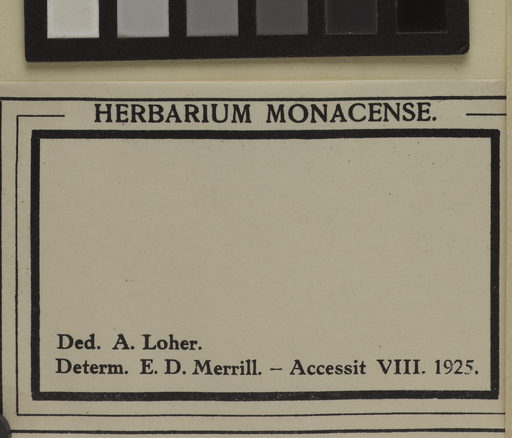 HERBARIUM MONACENSE.
Ded. A. Loher.
Determ. E. D. Merrill. – Accessit VIII. 1925.